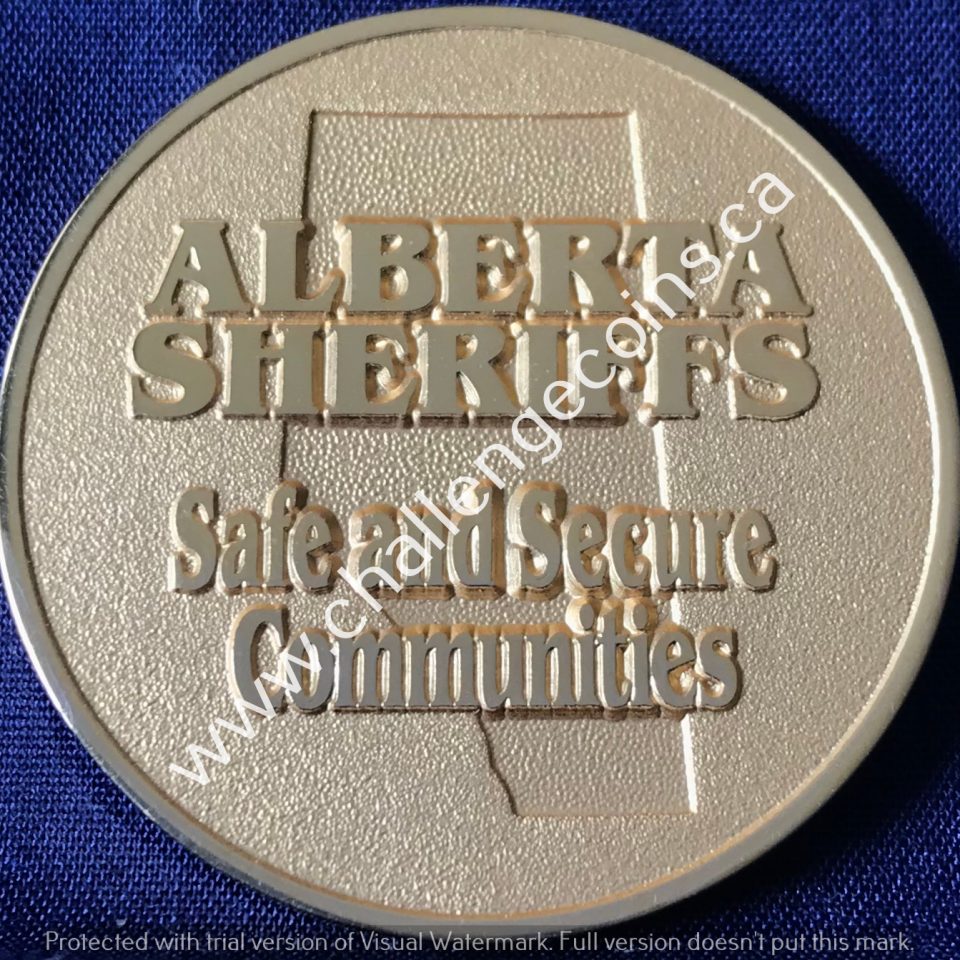 ALBERTA
SHERIFFS
Safe and Secure
Communities
www.challengecoins.ca
Protected with trial version of Visual Watermark. Full version doesn't put this mark.